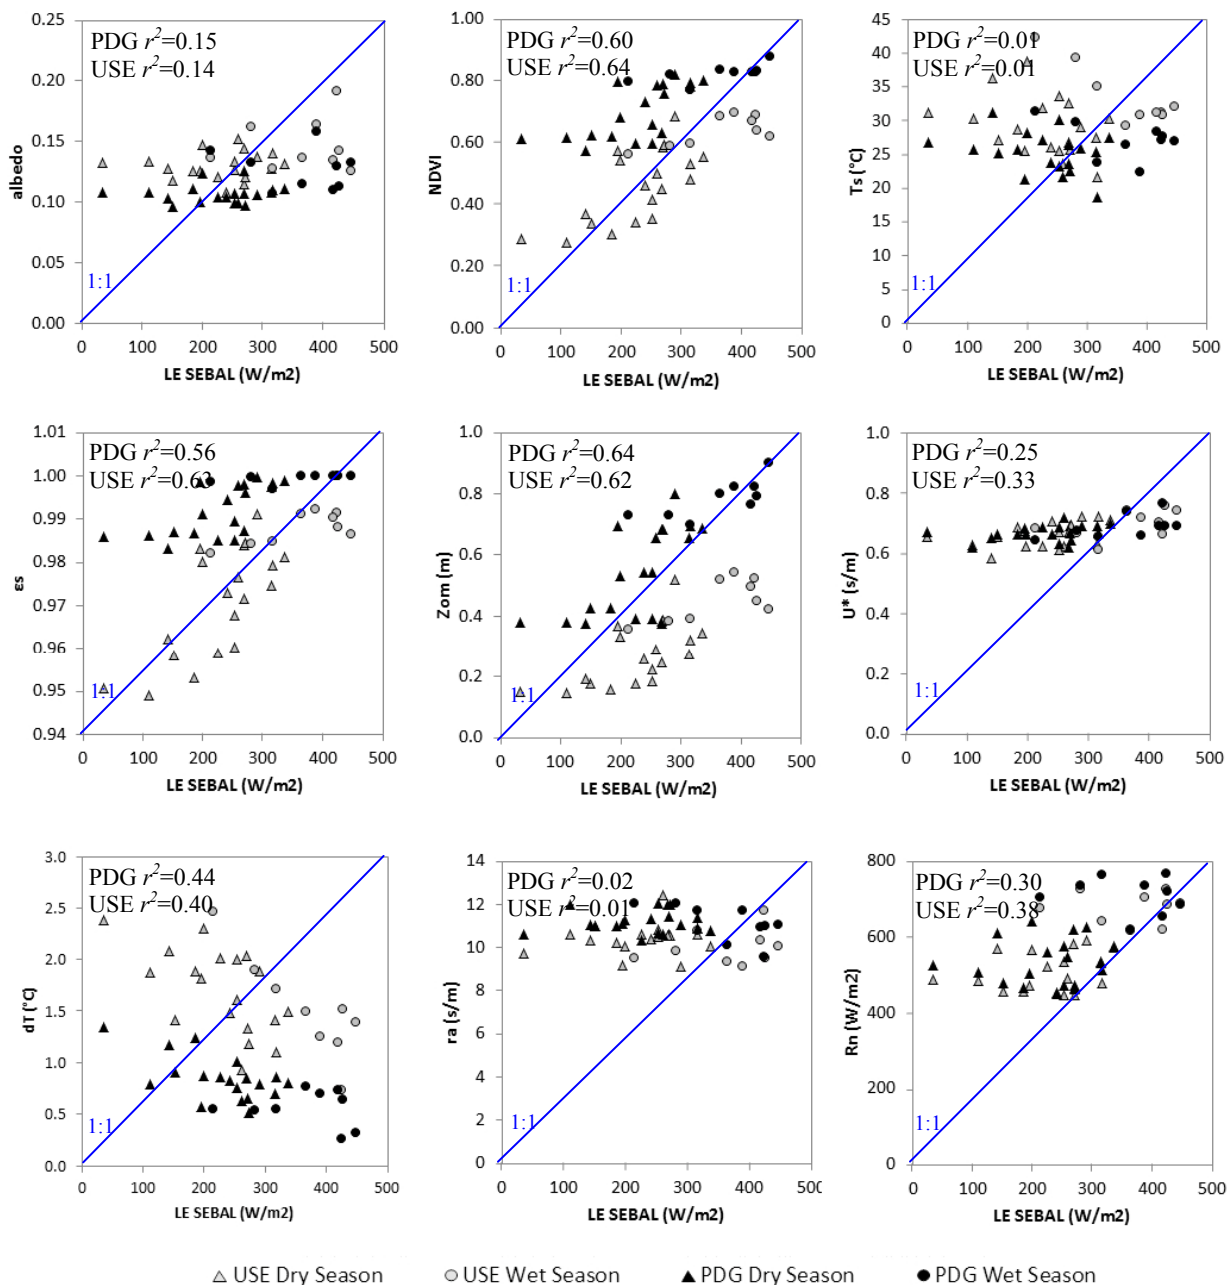 0.25
0.20
0.15
0.10
0.05
0.00
albedo
PDG r²=0.15
USE r²=0.14
1:1
0 100 200 300 400 500
LE SEBAL (W/m2)
1.00
0.80
0.60
0.40
0.20
0.00
NDVI
PDG r²=0.60
USE r²=0.64
1:1
0 100 200 300 400 500
LE SEBAL (W/m2)
45
40
35
30
25
20
15
10
5
0
Ts (°C)
PDG r²=0.01
USE r²=0.01
1:1
0 100 200 300 400 500
LE SEBAL (W/m2)
1.01
1.00
0.99
0.98
0.97
0.96
0.95
0.94
εs
PDG r²=0.56
USE r²=0.63
1:1
0 100 200 300 400 500
LE SEBAL (W/m2)
1.0
0.8
0.6
0.4
0.2
0.0
Zom (m)
PDG r²=0.64
USE r²=0.62
1:1
0 100 200 300 400 500
LE SEBAL (W/m2)
1.0
0.8
0.6
0.4
0.2
0.0
U* (s/m)
PDG r²=0.25
USE r²=0.33
1:1
0 100 200 300 400 500
LE SEBAL (W/m2)
3.0
2.5
2.0
1.5
1.0
0.5
0.0
dT (°C)
PDG r²=0.44
USE r²=0.40
1:1
0 100 200 300 400 500
LE SEBAL (W/m2)
14
12
10
8
6
4
2
0
ra (s/m)
PDG r²=0.02
USE r²=0.01
1:1
0 100 200 300 400 500
LE SEBAL (W/m2)
800
600
400
200
0
Rn (W/m2)
PDG r²=0.30
USE r²=0.38
1:1
0 100 200 300 400 500
LE SEBAL (W/m2)
USE Dry Season USE Wet Season PDG Dry Season PDG Wet Season